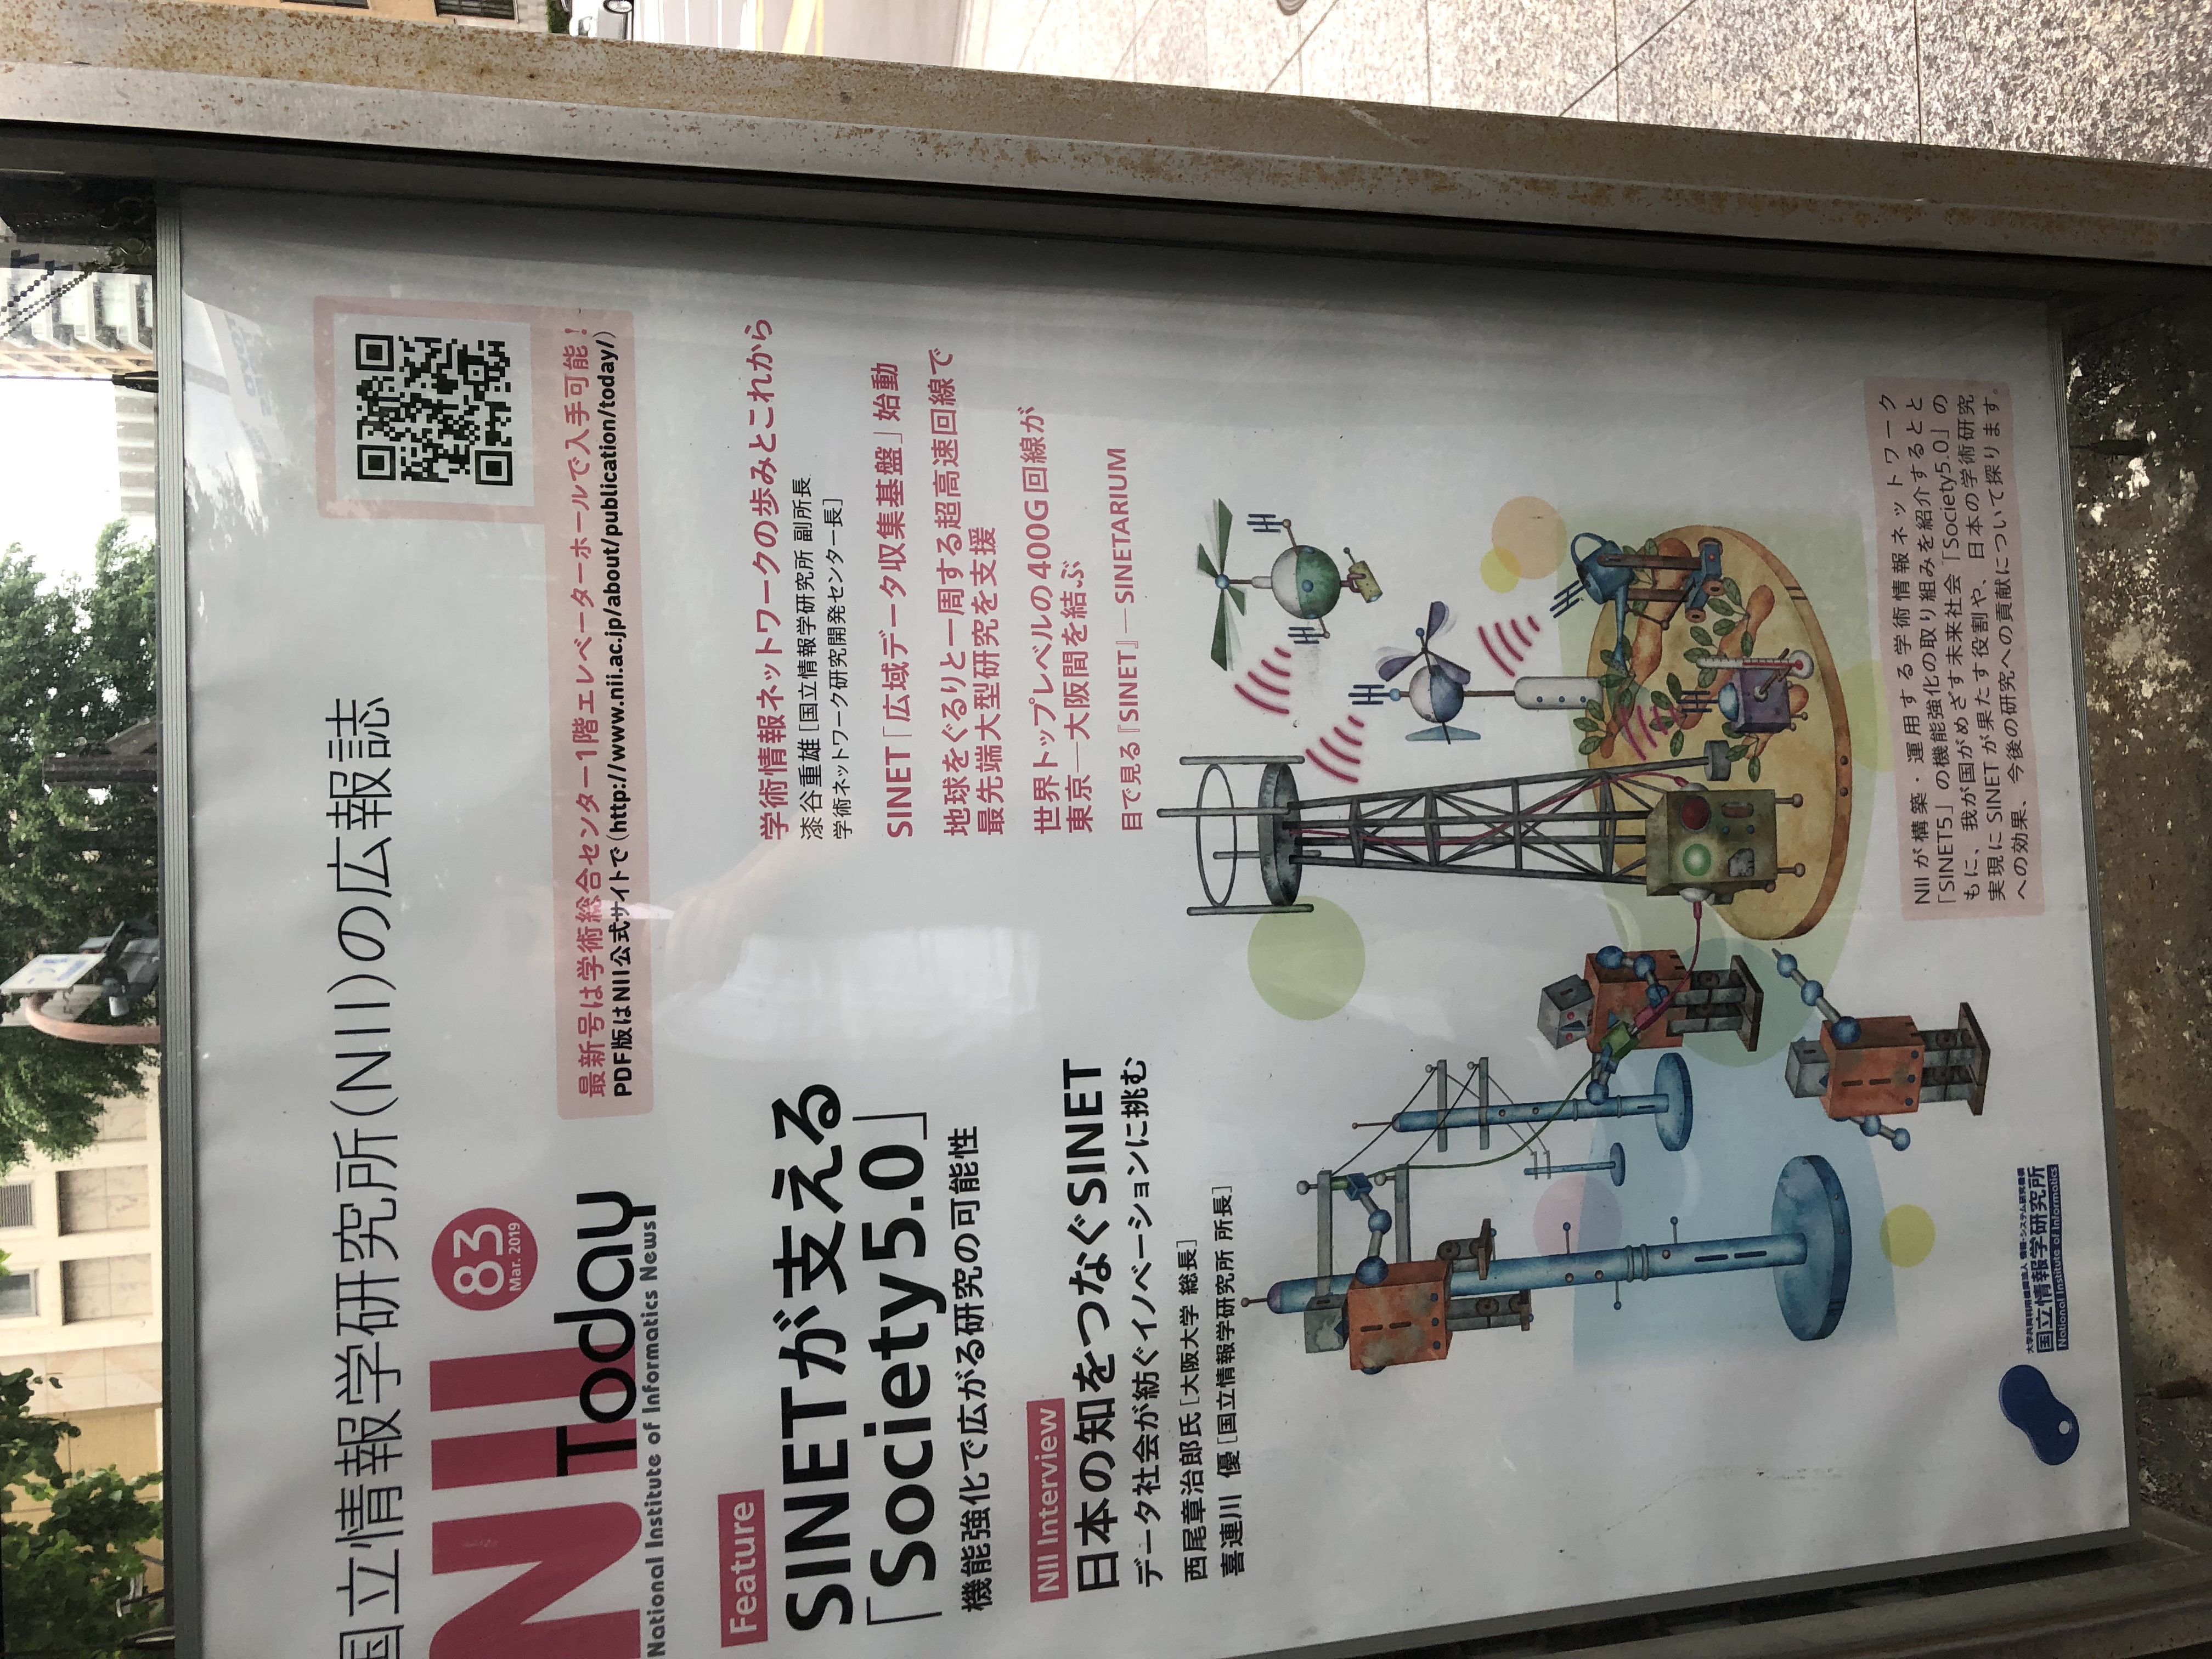 国立情報学研究所(NII)の広報誌
NII
Today
83
Mar. 2019
National Institute of Informatics News
最新号は学術総合センター1階エレベーターホールで入手可能！
PDF版はNII公式サイトで(http://www.nii.ac.jp/about/publication/today/)
Feature
SINETが支える
「Society5.0」
機能強化で広がる研究の可能性
NII Interview
日本の知をつなぐSINET
データ社会が紡ぐイノベーションに挑む
西尾章治郎氏[大阪大学 総長]
喜連川 優[国立情報学研究所 所長]
学術情報ネットワークの歩みとこれから
漆谷重雄[国立情報学研究所 副所長
学術ネットワーク研究開発センター長]
SINET「広域データ収集基盤」始動
地球をぐるりと一周する超高速回線で
最先端大型研究を支援
世界トップレベルの400G回線が
東京―大阪間を結ぶ
目で見る『SINET』―SINETARIUM
NIIが構築・運用する学術情報ネットワーク
「SINET5」の機能強化の取り組みを紹介するとと
もに、我が国がめざす未来社会「Society5.0」の
実現にSINETが果たす役割や、日本の学術研究
への効果、今後の研究への貢献について探ります。
大学共同利用機関法人 情報・システム研究機構
国立情報学研究所
National Institute of Informatics